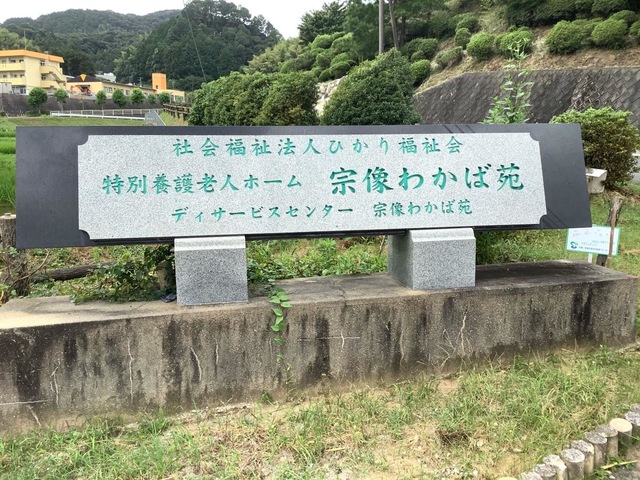 社会福祉法人ひかり福祉会
特別養護老人ホーム 宗像わかば苑
デイサービスセンター 宗像わかば苑